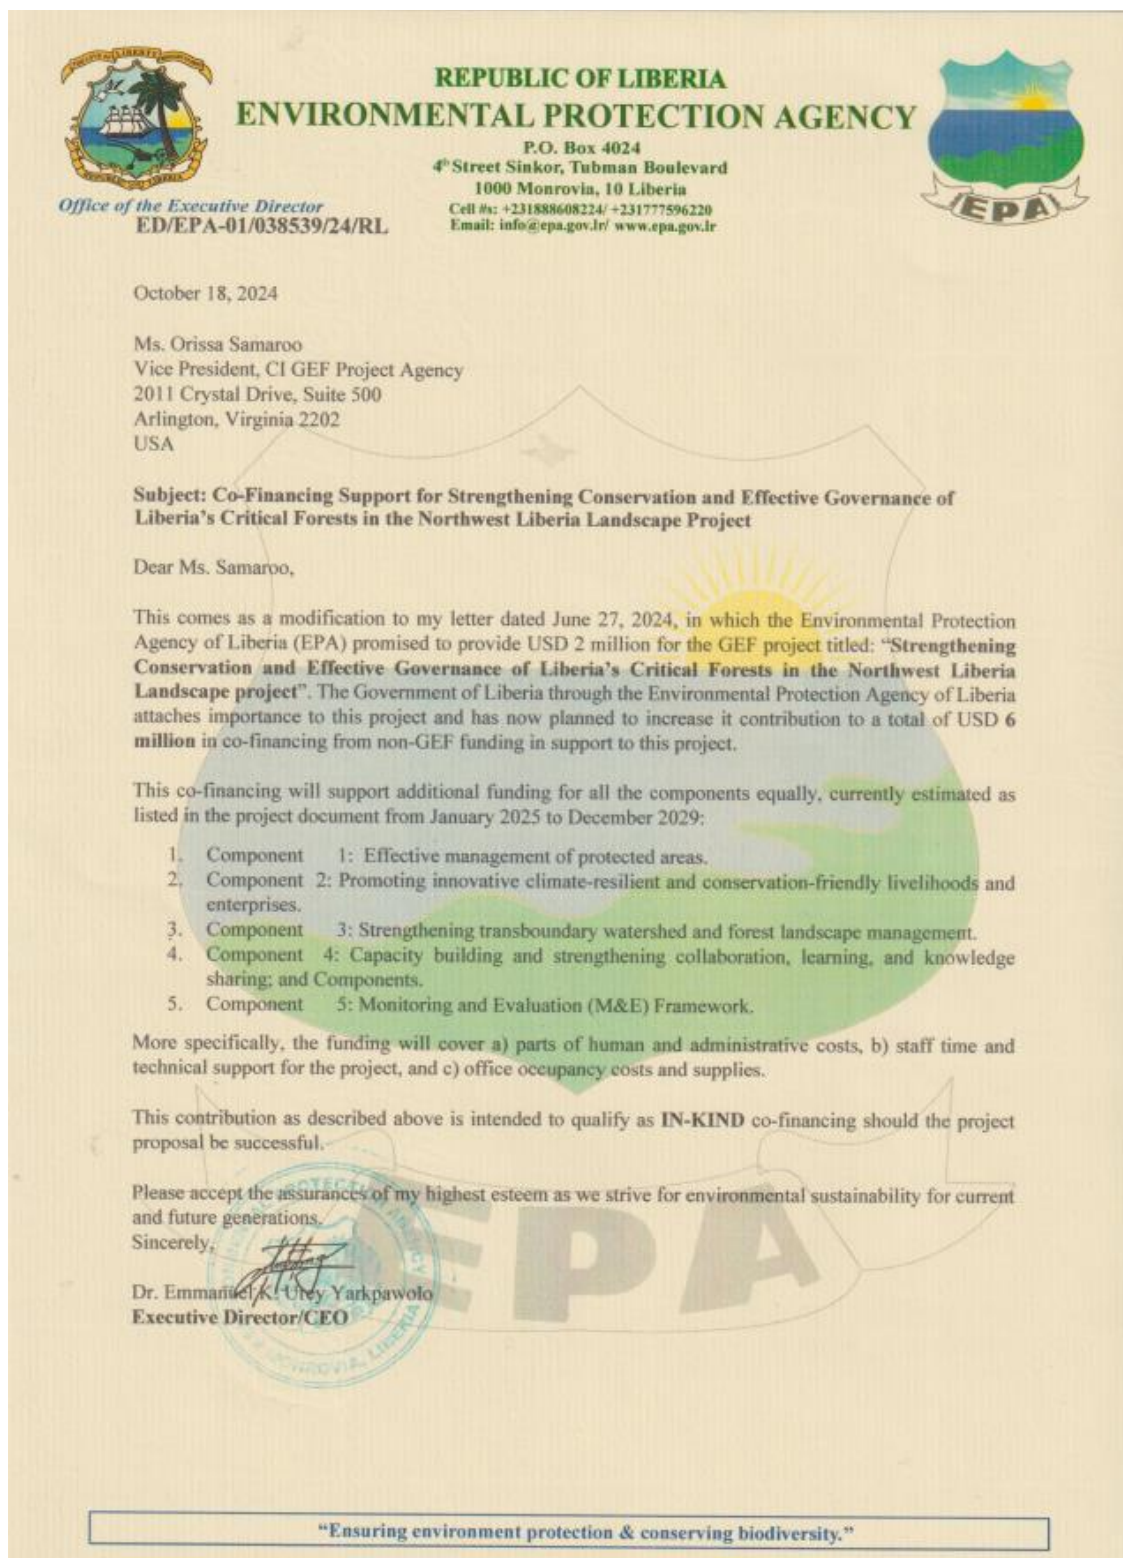 REPUBLIC OF LIBERIA
ENVIRONMENTAL PROTECTION AGENCY
P.O. Box 4024
4th Street Sinkor, Tubman Boulevard
1000 Monrovia, 10 Liberia
Cell #s: +231888608224/ +231777596220
Email: info@epa.gov.lr/ www.epa.gov.lr
REPUBLIC OF LIBERIA
EPA
Office of the Executive Director
ED/EPA-01/038539/24/RL
October 18, 2024
Ms. Orissa Samaroo
Vice President, CI GEF Project Agency
2011 Crystal Drive, Suite 500
Arlington, Virginia 2202
USA
Subject: Co-Financing Support for Strengthening Conservation and Effective Governance of
Liberia's Critical Forests in the Northwest Liberia Landscape Project
Dear Ms. Samaroo,
This comes as a modification to my letter dated June 27, 2024, in which the Environmental Protection
Agency of Liberia (EPA) promised to provide USD 2 million for the GEF project titled: “Strengthening
Conservation and Effective Governance of Liberia's Critical Forests in the Northwest Liberia
Landscape project”. The Government of Liberia through the Environmental Protection Agency of Liberia
attaches importance to this project and has now planned to increase it contribution to a total of USD 6
million in co-financing from non-GEF funding in support to this project.
This co-financing will support additional funding for all the components equally, currently estimated as
listed in the project document from January 2025 to December 2029:
1. Component 1: Effective management of protected areas.
2. Component 2: Promoting innovative climate-resilient and conservation-friendly livelihoods and
enterprises.
3. Component 3: Strengthening transboundary watershed and forest landscape management.
4. Component 4: Capacity building and strengthening collaboration, learning, and knowledge
sharing; and Components.
5. Component 5: Monitoring and Evaluation (M&E) Framework.
More specifically, the funding will cover a) parts of human and administrative costs, b) staff time and
technical support for the project, and c) office occupancy costs and supplies.
This contribution as described above is intended to qualify as IN-KIND co-financing should the project
proposal be successful.
Please accept the assurances of my highest esteem as we strive for environmental sustainability for current
and future generations.
Sincerely,
Dr. Emmanuel K. Urey Yarkpawolo
Executive Director/CEO
EPA
MONROVIA, LIBERIA
“Ensuring environment protection & conserving biodiversity.”